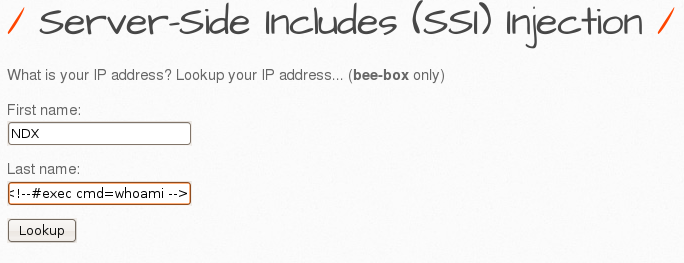 / Server-Side Includes (SSI) Injection /
What is your IP address? Lookup your IP address... (bee-box only)
First name:
NDX
Last name:
<!--#exec cmd=whoami -->
Lookup